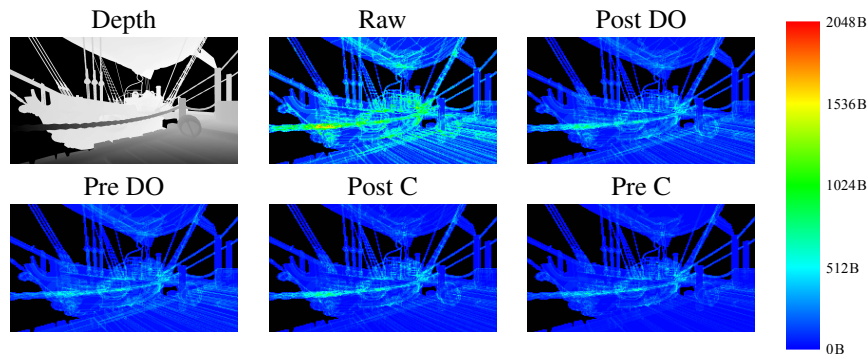 Depth
Raw
Post DO
Pre DO
Post C
Pre C
2048B
1536B
1024B
512B
0B